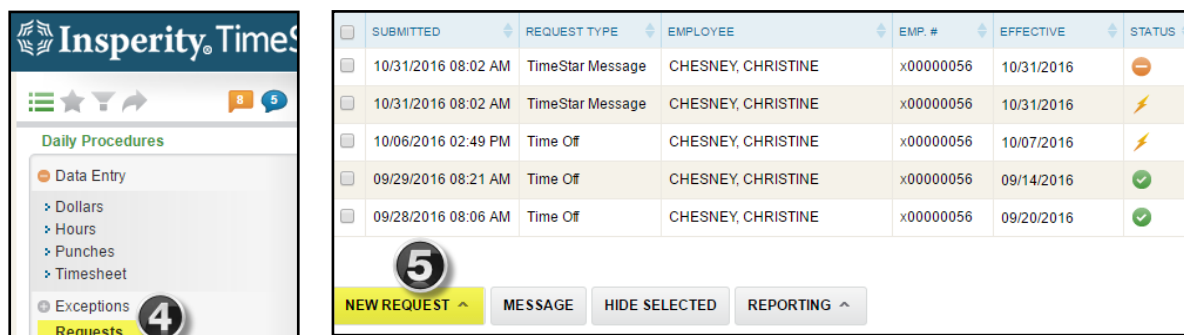 Insperity. TimeS
8 5
Daily Procedures
Data Entry
Dollars
Hours
Punches
Timesheet
Exceptions
Requests
4
SUBMITTED REQUEST TYPE EMPLOYEE EMP. # EFFECTIVE STATUS
10/31/2016 08:02 AM TimeStar Message CHESNEY, CHRISTINE x00000056 10/31/2016
10/31/2016 08:02 AM TimeStar Message CHESNEY, CHRISTINE x00000056 10/31/2016
10/06/2016 02:49 PM Time Off CHESNEY, CHRISTINE x00000056 10/07/2016
09/29/2016 08:21 AM Time Off CHESNEY, CHRISTINE x00000056 09/14/2016
09/28/2016 08:06 AM Time Off CHESNEY, CHRISTINE x00000056 09/20/2016
5
NEW REQUEST MESSAGE HIDE SELECTED REPORTING